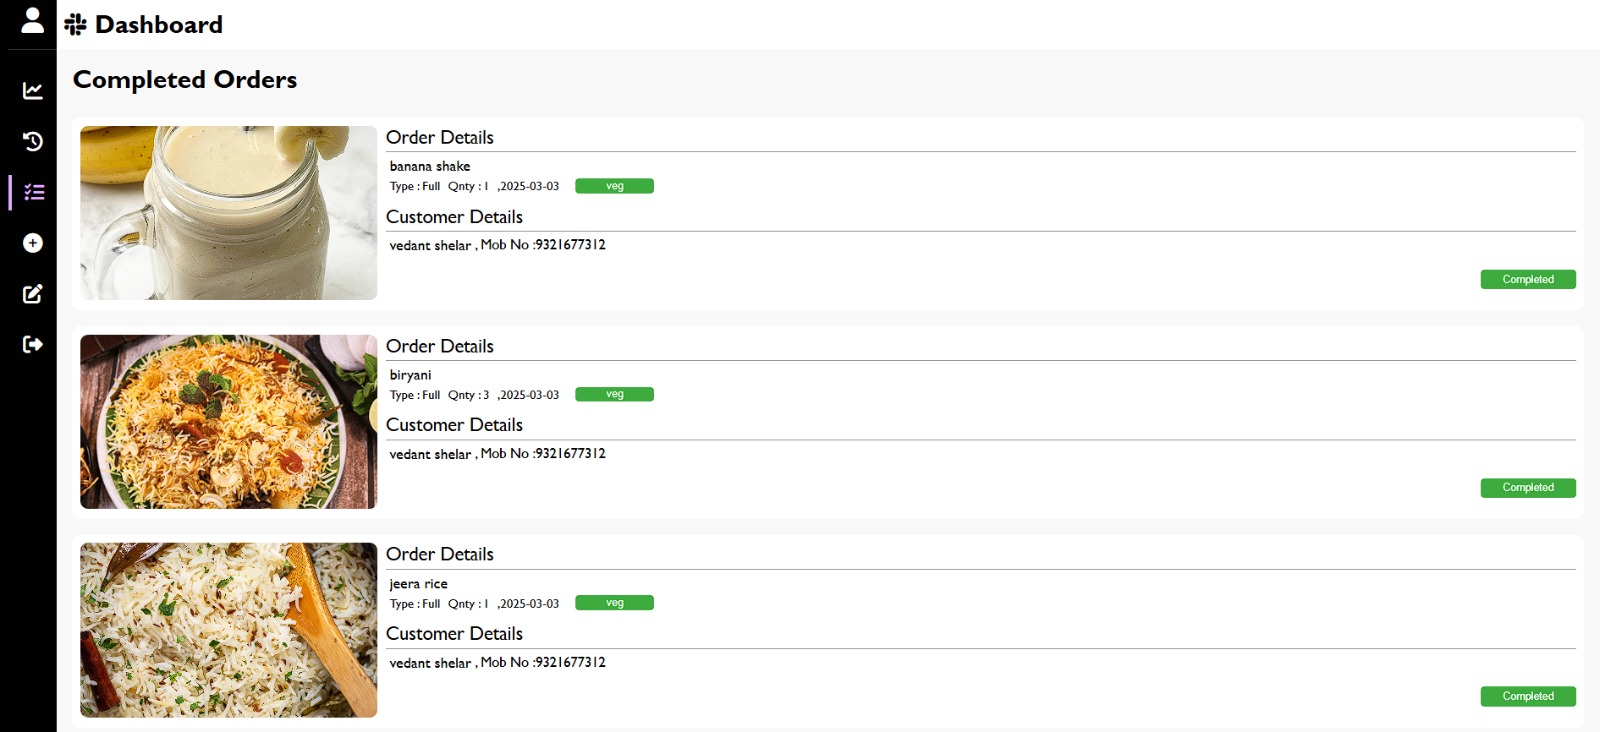 Dashboard
Completed Orders
Order Details
banana shake
Type : Full Qnty : 1 ,2025-03-03 veg
Customer Details
vedant shelar , Mob No :9321677312
Completed
Order Details
biryani
Type : Full Qnty : 3 ,2025-03-03 veg
Customer Details
vedant shelar , Mob No :9321677312
Completed
Order Details
jeera rice
Type : Full Qnty : 1 ,2025-03-03 veg
Customer Details
vedant shelar , Mob No :9321677312
Completed